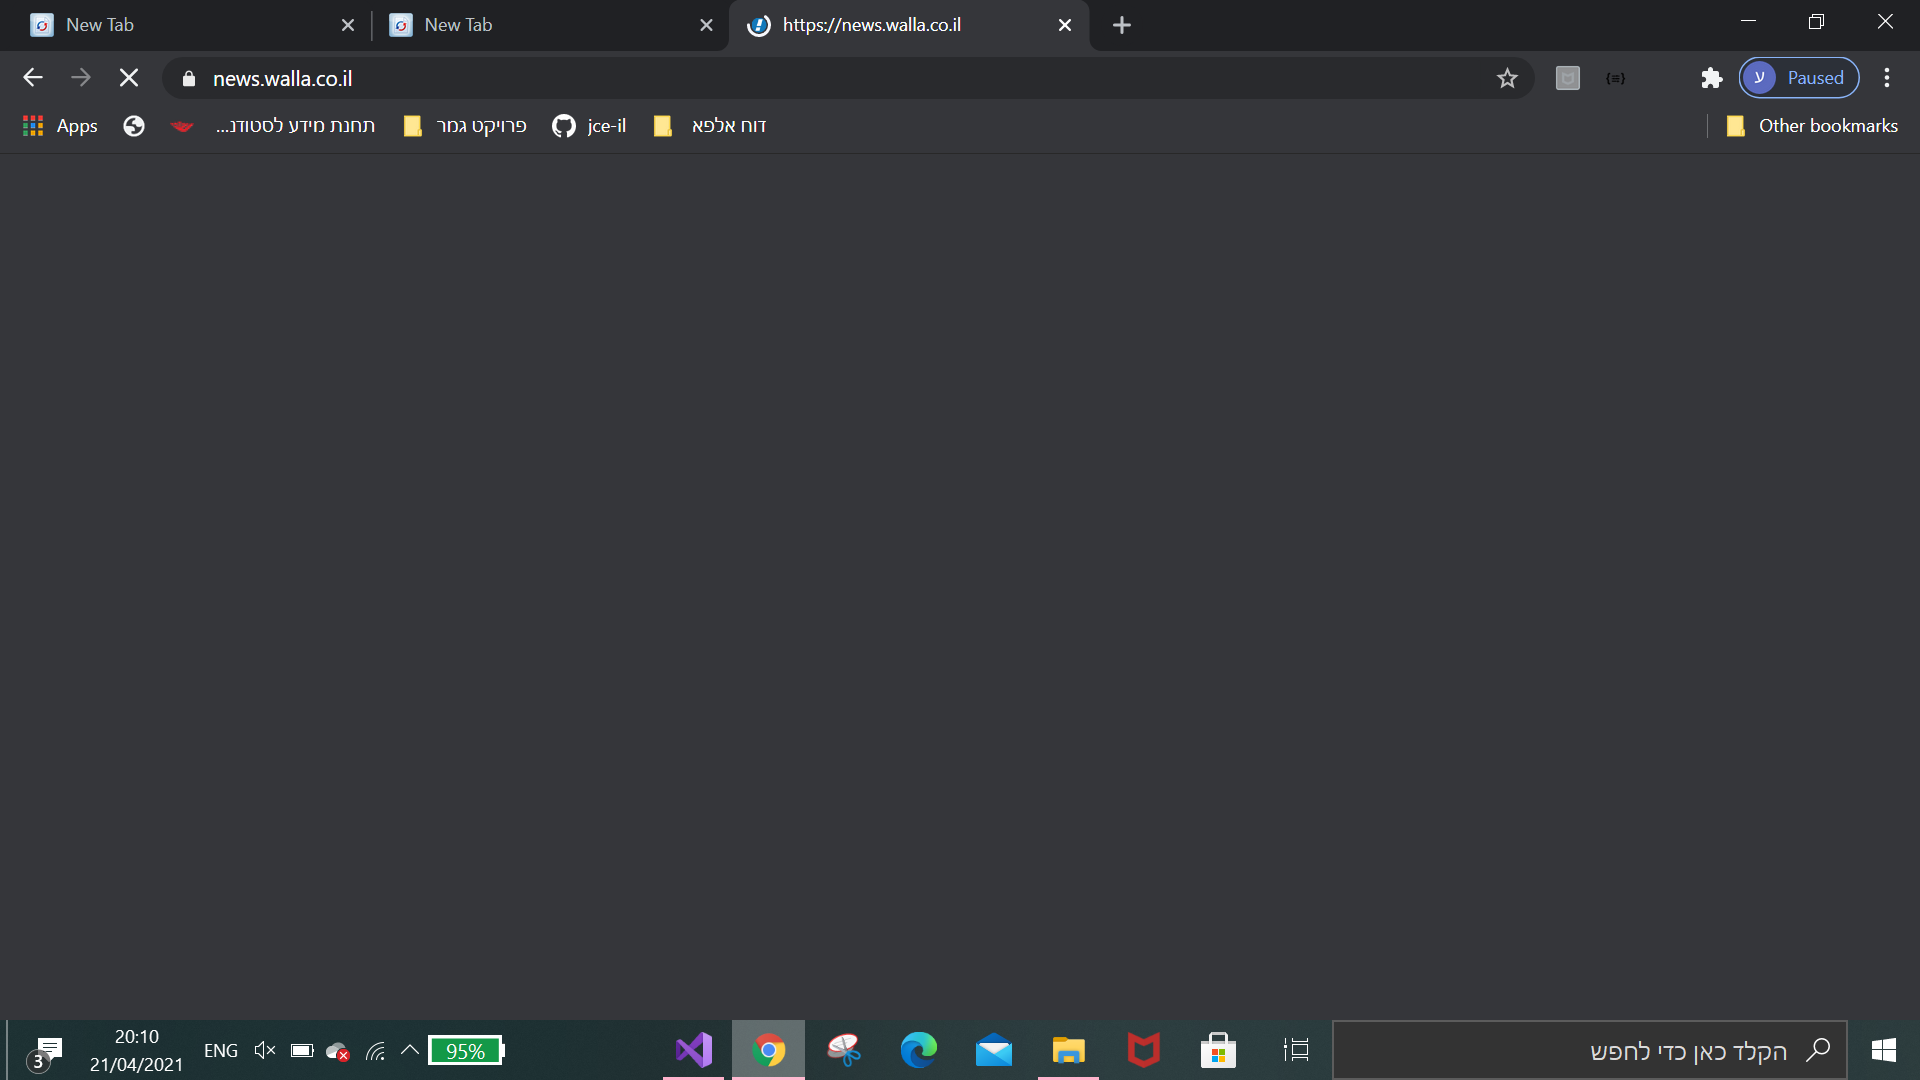 New Tab
New Tab
https://news.walla.co.il
news.walla.co.il
{≡}
ע
Paused
Apps
תחנת מידע לסטודנ...
פרויקט גמר
jce-il
דוח אלפא
Other bookmarks
3
20:10
21/04/2021
ENG
95%
הקלד כאן כדי לחפש